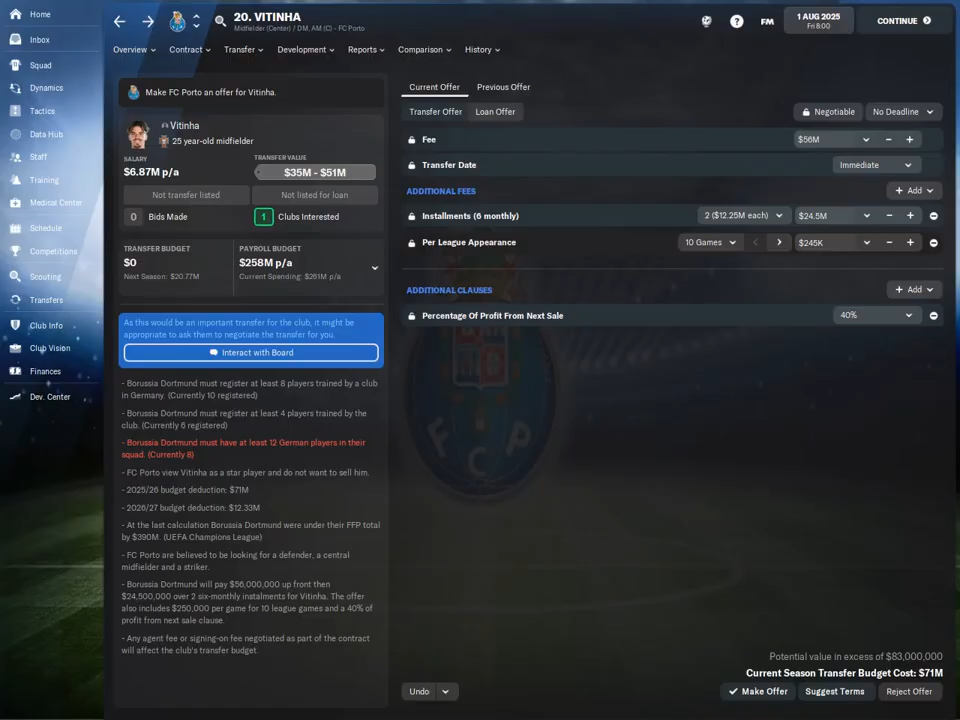 Home
Inbox
Squad
Dynamics
Tactics
Data Hub
Staff
Training
Medical Center
Schedule
Competitions
Scouting
Transfers
Club Info
Club Vision
Finances
Dev. Center
20. VITINHA
Midfielder (Center) / DM, AM (C) - FC Porto
?
FM
1 AUG 2025
Fri 8:00
CONTINUE
Overview
Contract
Transfer
Development
Reports
Comparison
History
Make FC Porto an offer for Vitinha.
Vitinha
25 year-old midfielder
SALARY
$6.87M p/a
TRANSFER VALUE
$35M - $51M
Not transfer listed
Not listed for loan
0 Bids Made
1 Clubs Interested
TRANSFER BUDGET
$0
Next Season: $20.77M
PAYROLL BUDGET
$258M p/a
Current Spending: $261M p/a
As this would be an important transfer for the club, it might be
appropriate to ask them to negotiate the transfer for you.
Interact with Board
- Borussia Dortmund must register at least 8 players trained by a club
in Germany. (Currently 10 registered)
- Borussia Dortmund must register at least 4 players trained by the
club. (Currently 6 registered)
- Borussia Dortmund must have at least 12 German players in their
squad. (Currently 8)
- FC Porto view Vitinha as a star player and do not want to sell him.
- 2025/26 budget deduction: $71M
- 2026/27 budget deduction: $12.33M
- At the last calculation Borussia Dortmund were under their FFP total
by $390M. (UEFA Champions League)
- FC Porto are believed to be looking for a defender, a central
midfielder and a striker.
- Borussia Dortmund will pay $56,000,000 up front then
$24,500,000 over 2 six-monthly instalments for Vitinha. The offer
also includes $250,000 per game for 10 league games and a 40% of
profit from next sale clause.
- Any agent fee or signing-on fee negotiated as part of the contract
will affect the club's transfer budget.
Current Offer
Previous Offer
Transfer Offer
Loan Offer
Negotiable
No Deadline
Fee
$56M
Transfer Date
Immediate
ADDITIONAL FEES
Add
Installments (6 monthly)
2 ($12.25M each)
$24.5M
Per League Appearance
10 Games
$245K
ADDITIONAL CLAUSES
Add
Percentage Of Profit From Next Sale
40%
F C P
Potential value in excess of $83,000,000
Current Season Transfer Budget Cost: $71M
Undo
Make Offer
Suggest Terms
Reject Offer